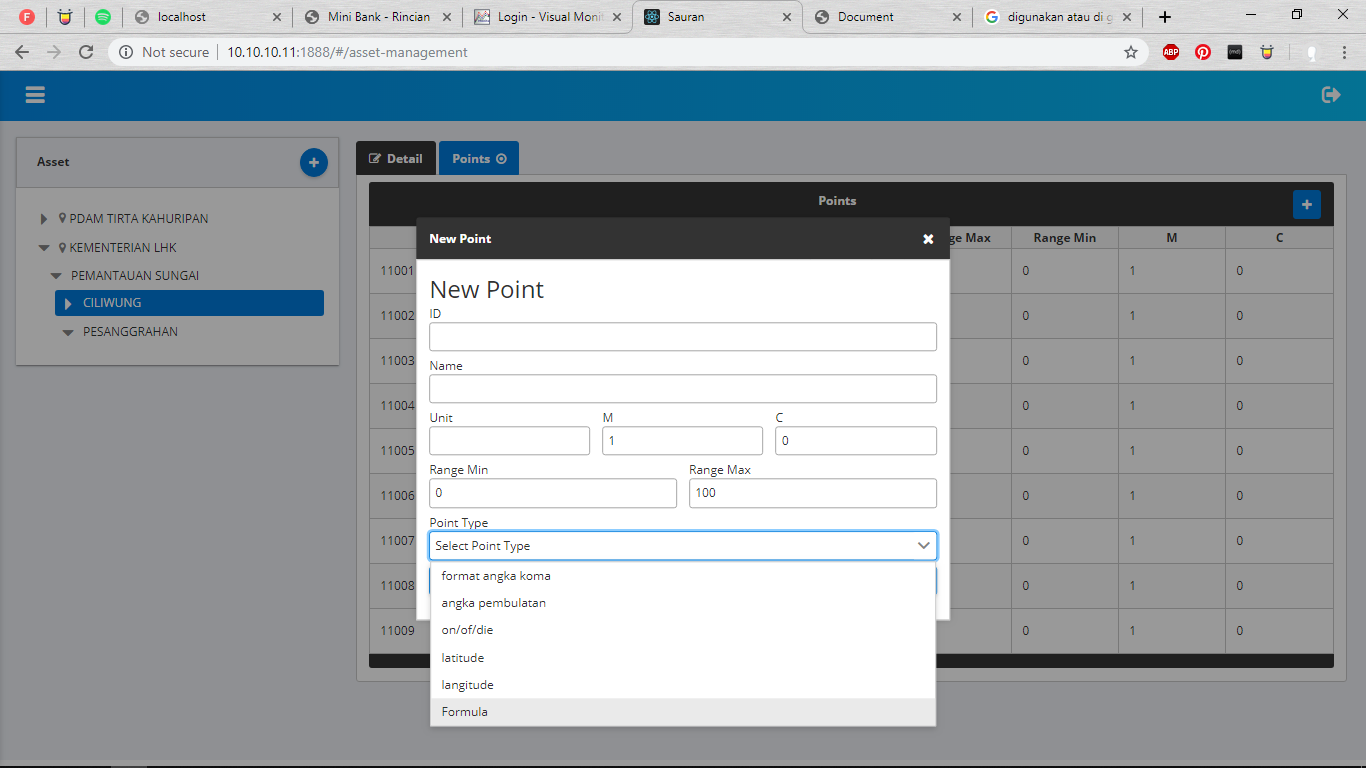 localhost
Mini Bank - Rincian
Login - Visual Moni
Sauran
Document
digunakan atau di g
Not secure
10.10.10.11:1888/#/asset-management
ABP
Asset
PDAM TIRTA KAHURIPAN
KEMENTERIAN LHK
PEMANTAUAN SUNGAI
CILIWUNG
PESANGGRAHAN
Detail
Points
Points
ge Max Range Min M C
11001 0 1 0
11002 0 1 0
11003 0 1 0
11004 0 1 0
11005 0 1 0
11006 0 1 0
11007 0 1 0
11008 0 1 0
11009 0 1 0
New Point
New Point
ID
Name
Unit M C
1 0
Range Min Range Max
0 100
Point Type
Select Point Type
format angka koma
angka pembulatan
on/of/die
latitude
langitude
Formula